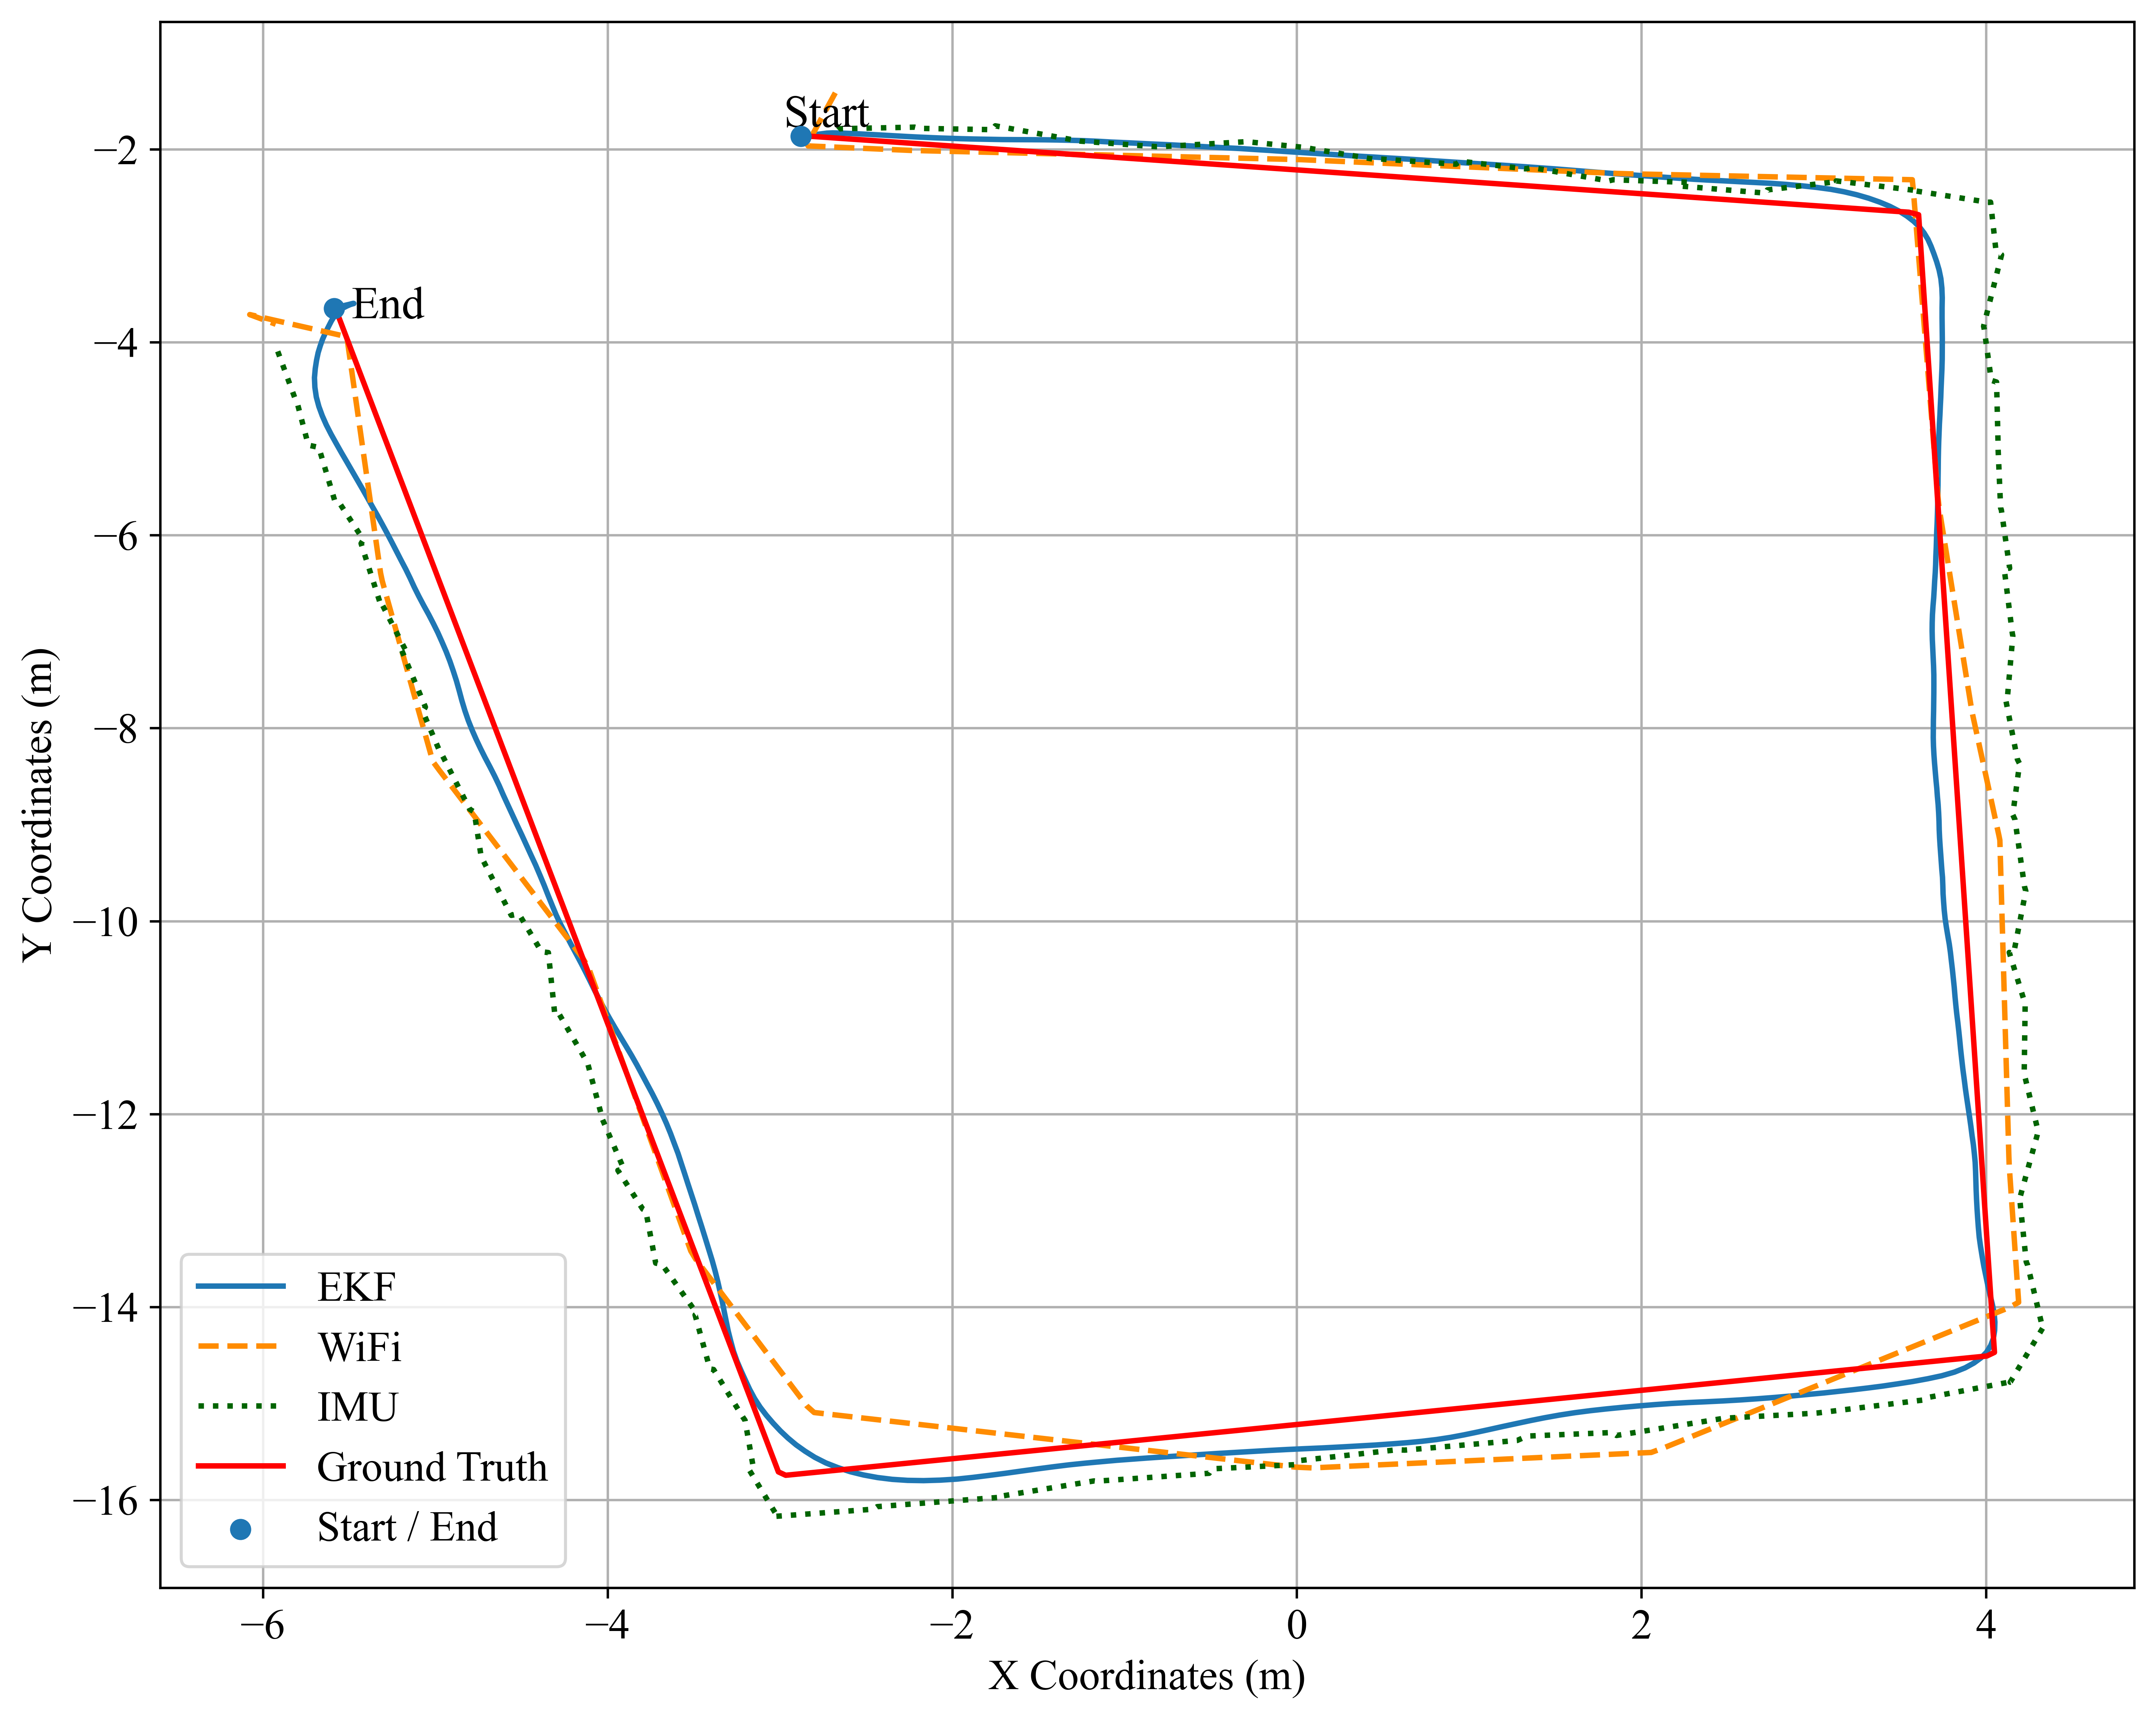 Start
End
−2
−4
−6
−8
−10
−12
−14
−16
Y Coordinates (m)
EKF
WiFi
IMU
Ground Truth
Start / End
−6
−4
−2
0
2
4
X Coordinates (m)